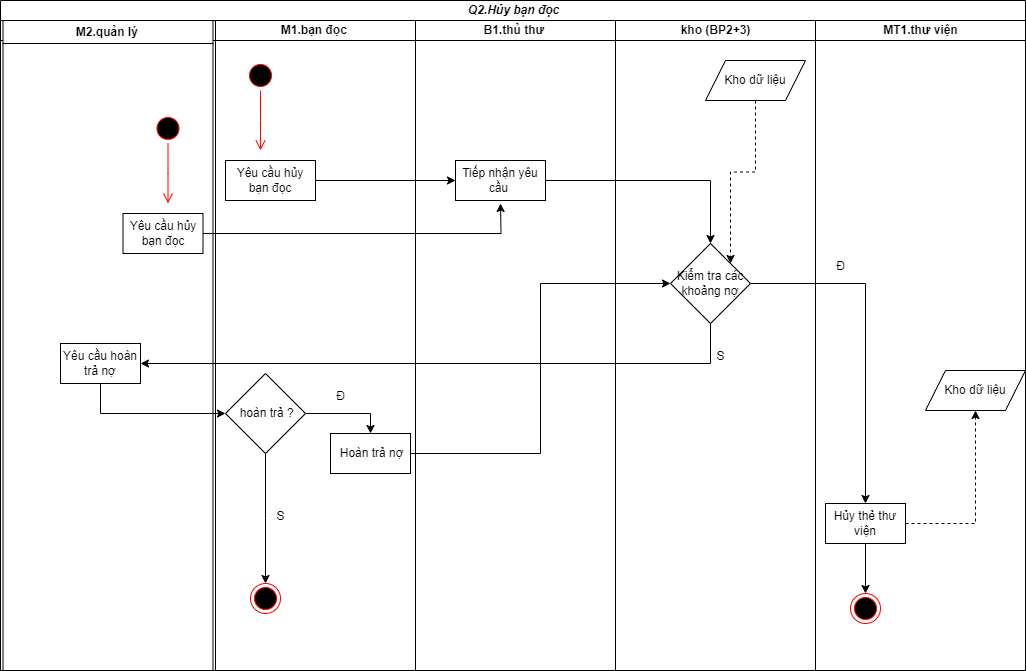 Q2.Hủy bạn đọc
M2.quản lý
M1.bạn đọc
B1.thủ thư
kho (BP2+3)
MT1.thư viện
Kho dữ liệu
Yêu cầu hủy
bạn đọc
Tiếp nhận yêu
cầu
Yêu cầu hủy
bạn đọc
Kiểm tra các
khoảng nợ
Đ
S
Yêu cầu hoàn
trả nợ
hoàn trả ?
Đ
Hoàn trả nợ
Kho dữ liệu
S
Hủy thẻ thư
viện